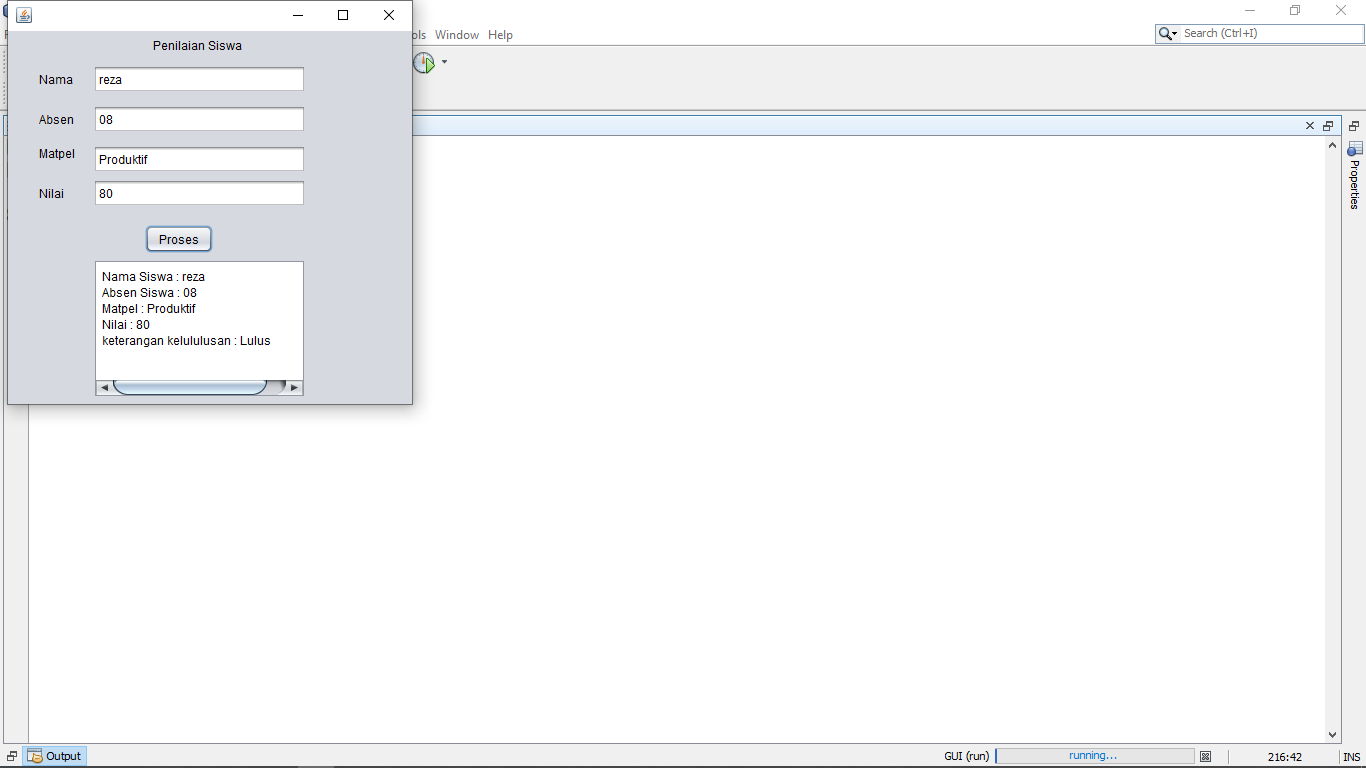 Penilaian Siswa
Nama
reza
Absen
08
Matpel
Produktif
Nilai
80
Proses
Nama Siswa : reza
Absen Siswa : 08
Matpel : Produktif
Nilai : 80
keterangan kelululusan : Lulus
Window Help
Search (Ctrl+I)
Properties
Output
GUI (run)
running...
216:42
INS